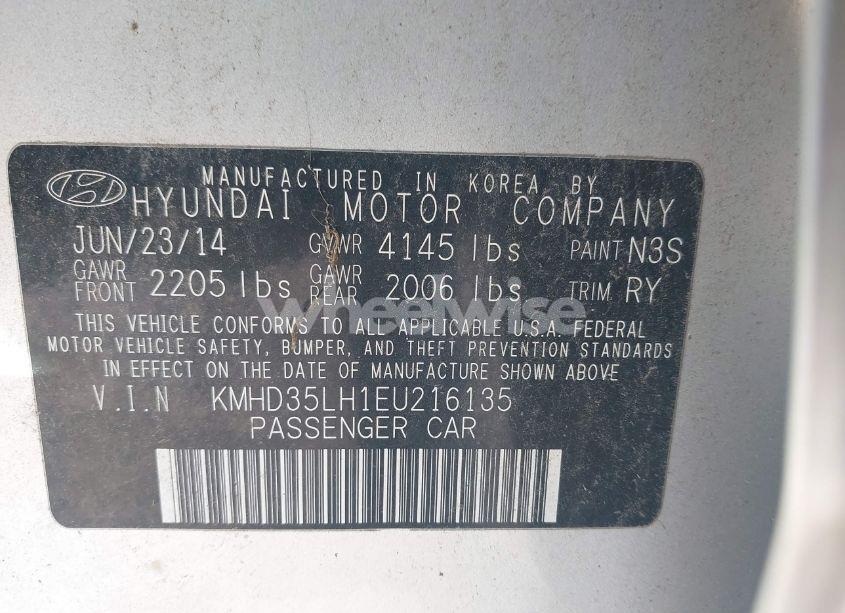 MANUFACTURED IN KOREA BY
HYUNDAI MOTOR COMPANY
JUN/23/14 GVWR 4145 lbs PAINT N3S
GAWR FRONT 2205 lbs GAWR REAR 2006 lbs TRIM RY
wheelwise
THIS VEHICLE CONFORMS TO ALL APPLICABLE U.S.A. FEDERAL
MOTOR VEHICLE SAFETY, BUMPER, AND THEFT PREVENTION STANDARDS
IN EFFECT ON THE DATE OF MANUFACTURE SHOWN ABOVE
V.I.N KMHD35LH1EU216135
PASSENGER CAR